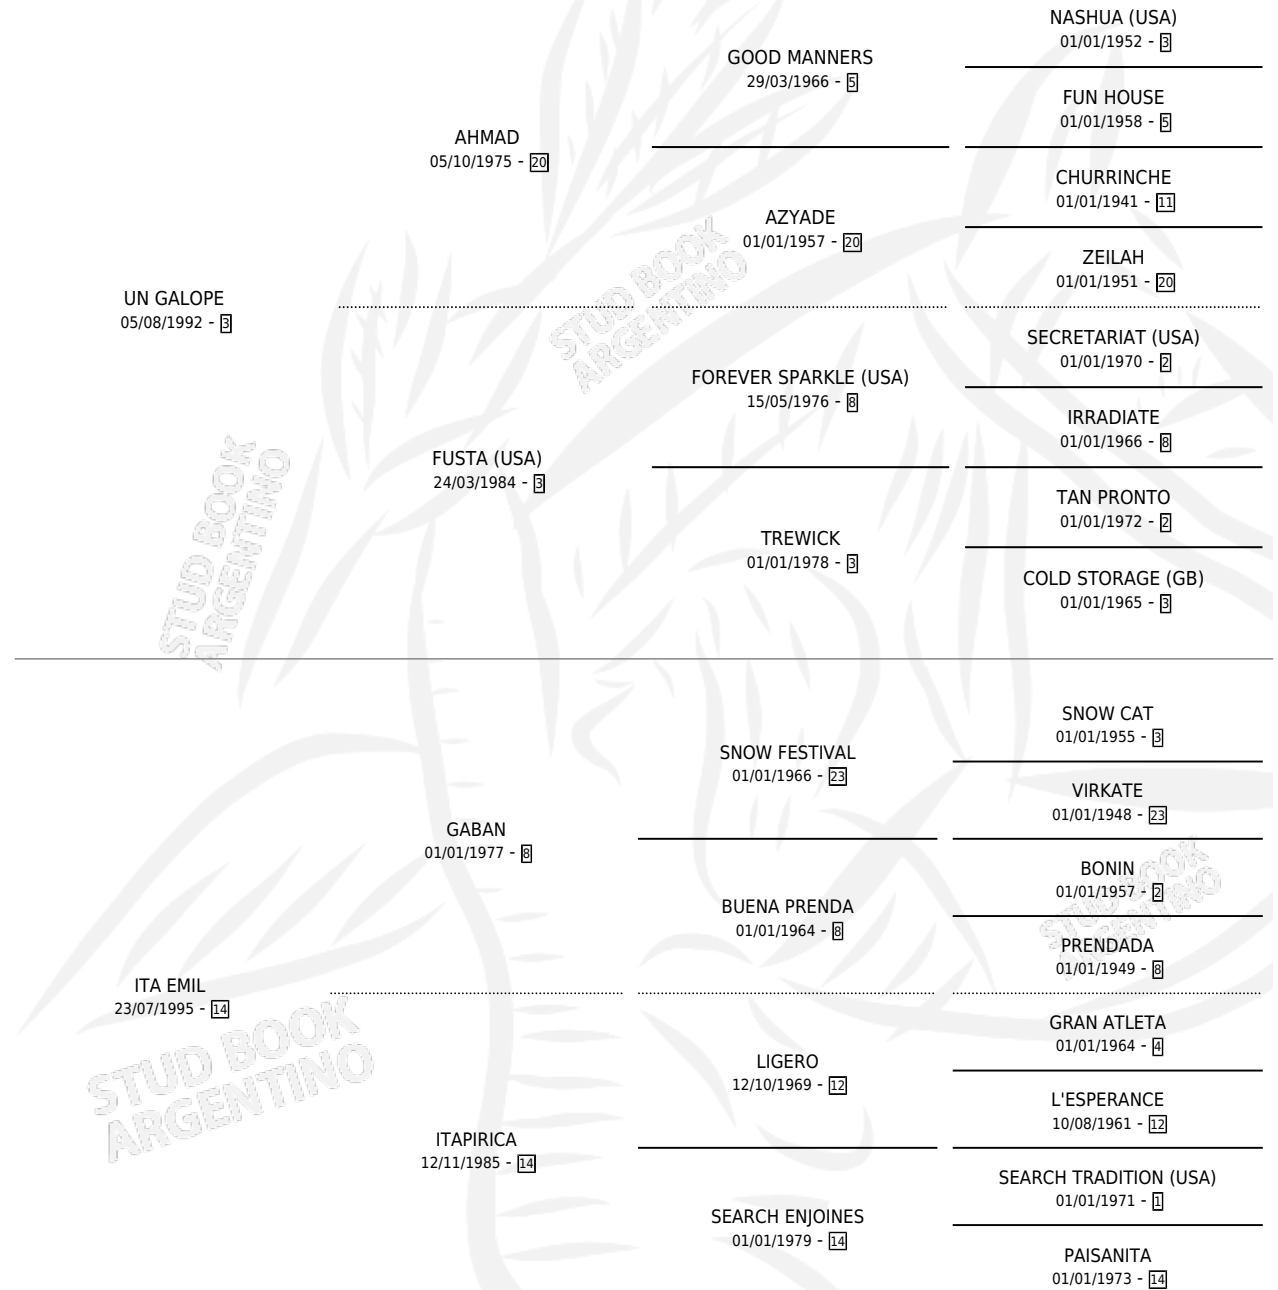 NASHUA (USA)
01/01/1952 - 3
GOOD MANNERS
29/03/1966 - 5
FUN HOUSE
01/01/1958 - 5
AHMAD
05/10/1975 - 20
CHURRINCHE
01/01/1941 - 11
AZYADE
01/01/1957 - 20
ZEILAH
01/01/1951 - 20
UN GALOPE
05/08/1992 - 3
SECRETARIAT (USA)
01/01/1970 - 2
FOREVER SPARKLE (USA)
15/05/1976 - 8
IRRADIATE
01/01/1966 - 8
FUSTA (USA)
24/03/1984 - 3
TAN PRONTO
01/01/1972 - 2
TREWICK
01/01/1978 - 3
COLD STORAGE (GB)
01/01/1965 - 3
SNOW CAT
01/01/1955 - 3
SNOW FESTIVAL
01/01/1966 - 23
VIRKATE
01/01/1948 - 23
GABAN
01/01/1977 - 8
BONIN
01/01/1957 - 2
BUENA PRENDA
01/01/1964 - 8
PRENDADA
01/01/1949 - 8
ITA EMIL
23/07/1995 - 14
GRAN ATLETA
01/01/1964 - 4
LIGERO
12/10/1969 - 12
L'ESPERANCE
10/08/1961 - 12
ITAPIRICA
12/11/1985 - 14
SEARCH TRADITION (USA)
01/01/1971 - 1
SEARCH ENJOINES
01/01/1979 - 14
PAISANITA
01/01/1973 - 14
STUD BOOK
ARGENTINO
STUD BOOK
ARGENTINO
STUD BOOK
ARGENTINO
STUD BOOK
ARGENTINO